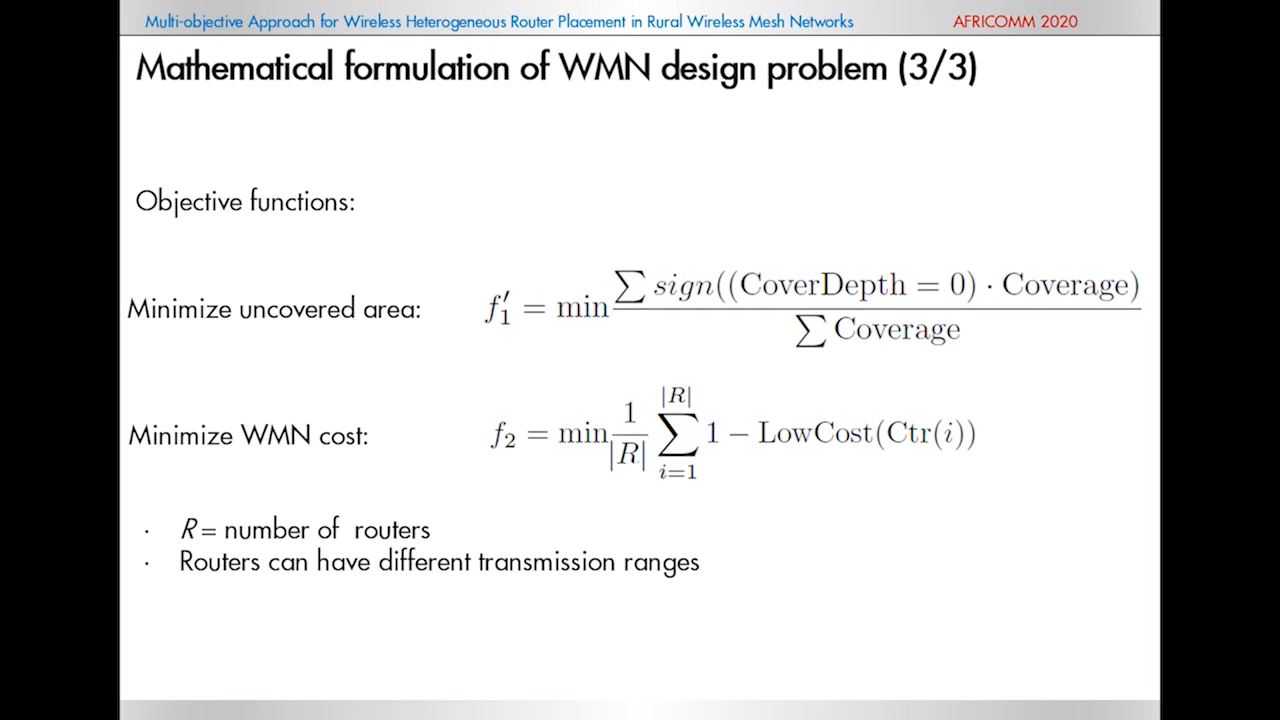 Multi-objective Approach for Wireless Heterogeneous Router Placement in Rural Wireless Mesh Networks AFRICOMM 2020
Mathematical formulation of WMN design problem (3/3)
Objective functions:
Minimize uncovered area: f′₁ = min ∑ sign((CoverDepth = 0) · Coverage) / ∑ Coverage
Minimize WMN cost: f₂ = min 1/|R| ∑_{i=1}^{|R|} 1 − LowCost(Ctr(i))
· R = number of routers
· Routers can have different transmission ranges